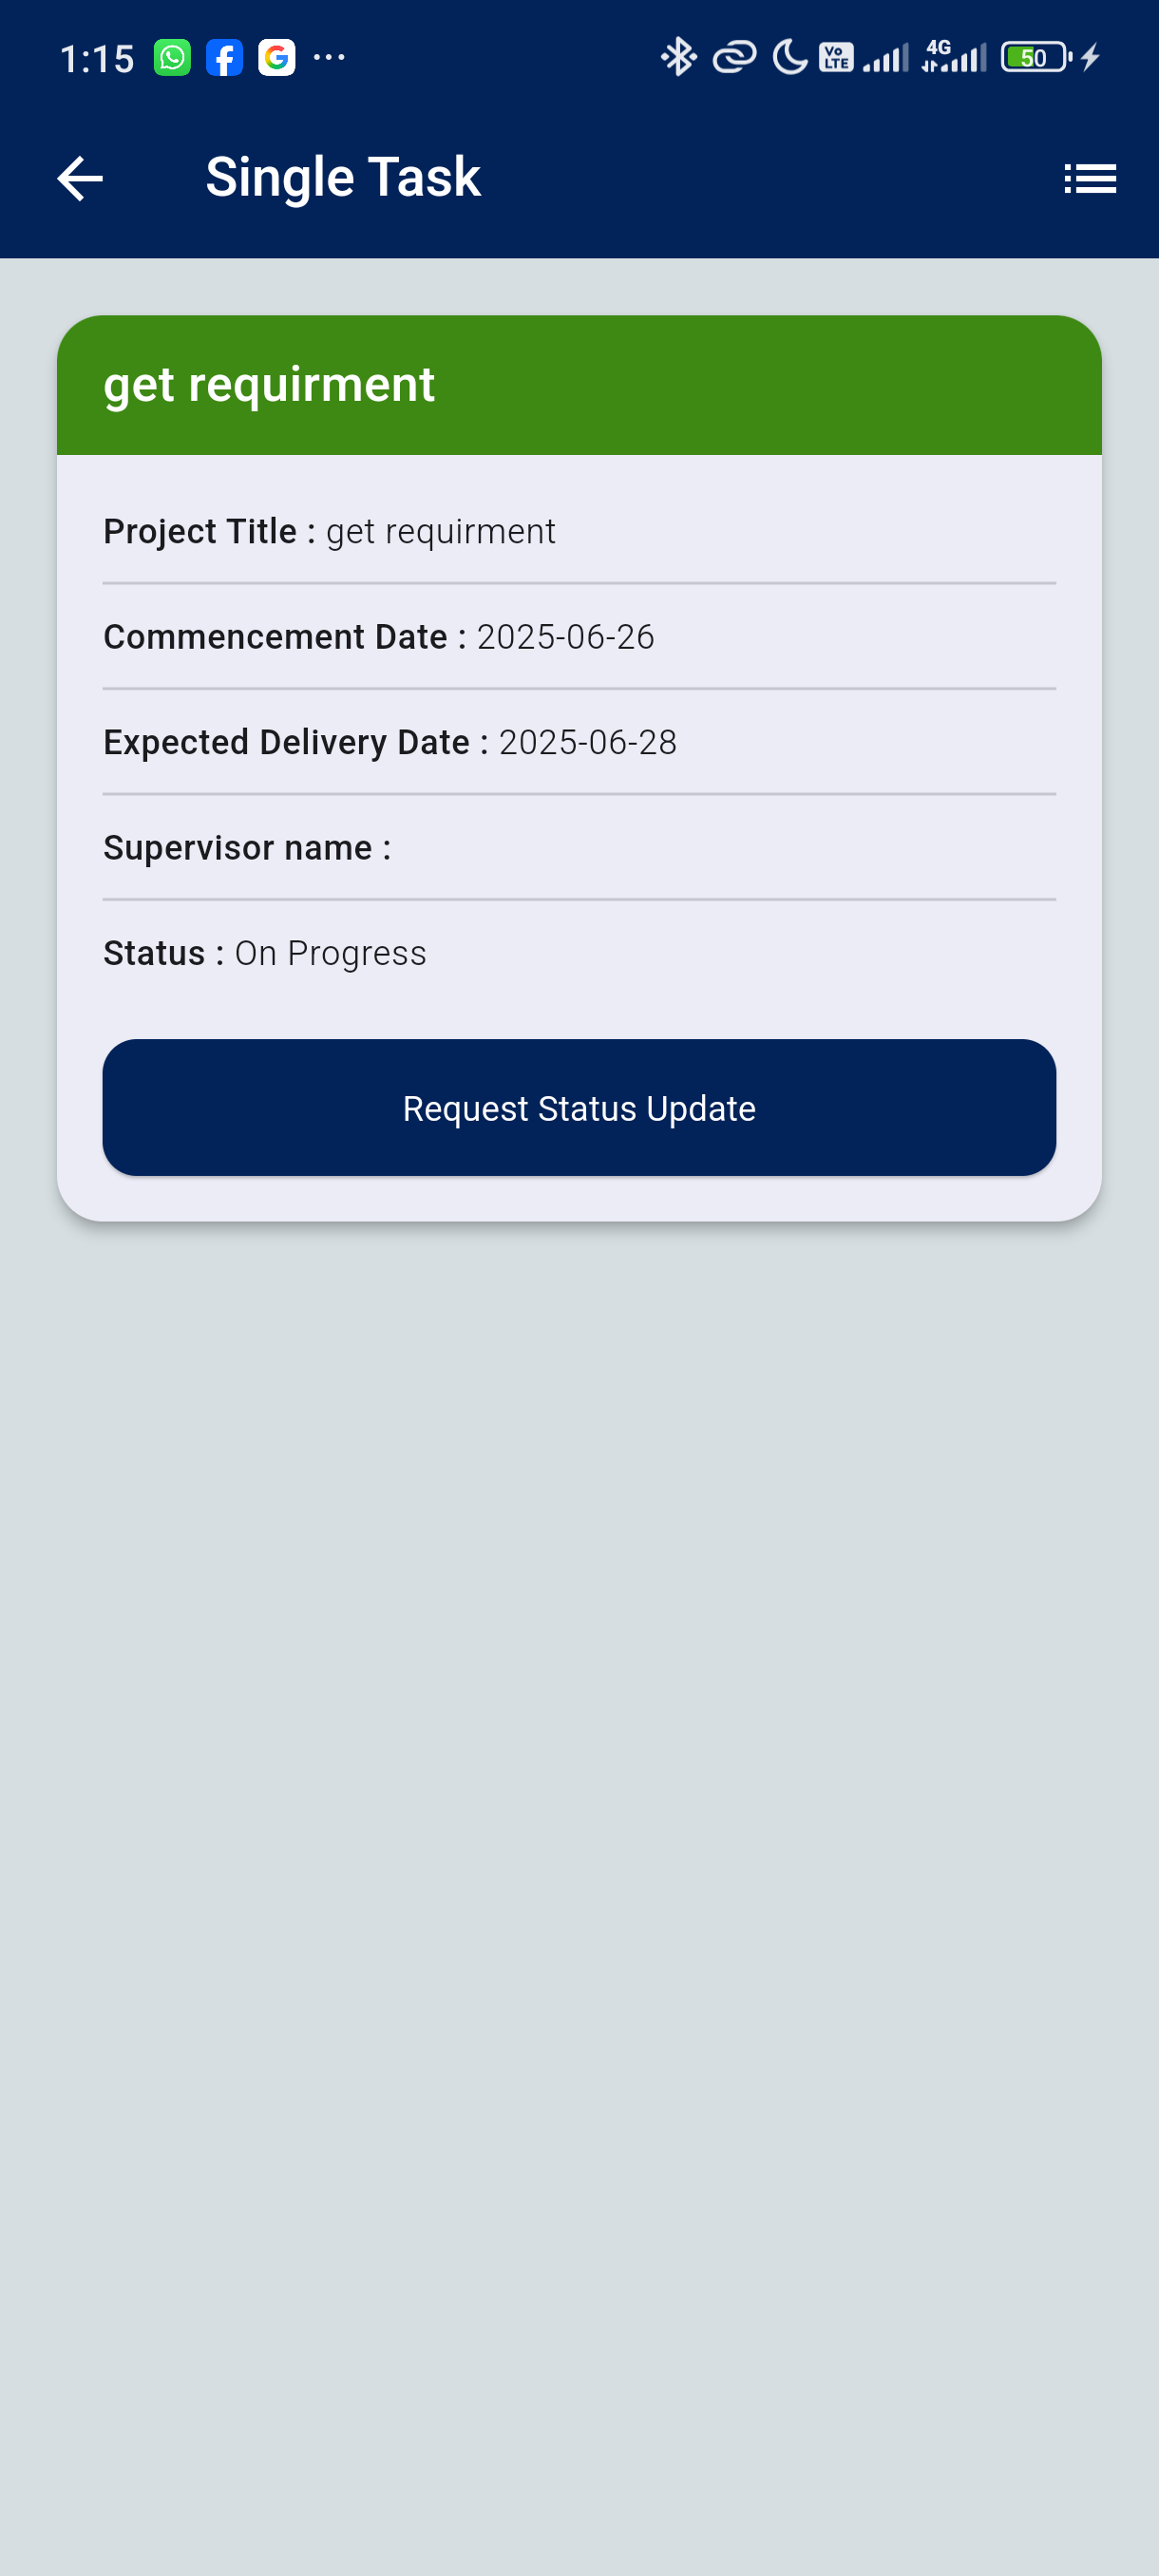 1:15 ... Vo LTE 4G 50
Single Task
get requirment
Project Title : get requirment
Commencement Date : 2025-06-26
Expected Delivery Date : 2025-06-28
Supervisor name :
Status : On Progress
Request Status Update